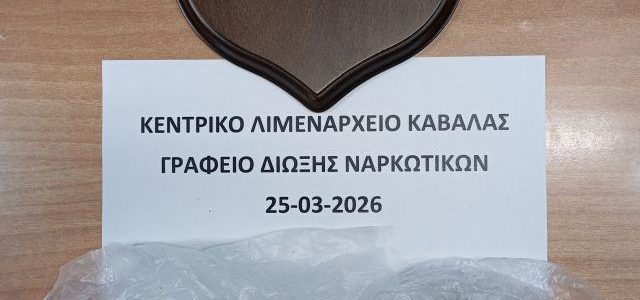 ΚΕΝΤΡΙΚΟ ΛΙΜΕΝΑΡΧΕΙΟ ΚΑΒΑΛΑΣ
ΓΡΑΦΕΙΟ ΔΙΩΞΗΣ ΝΑΡΚΩΤΙΚΩΝ
25-03-2026